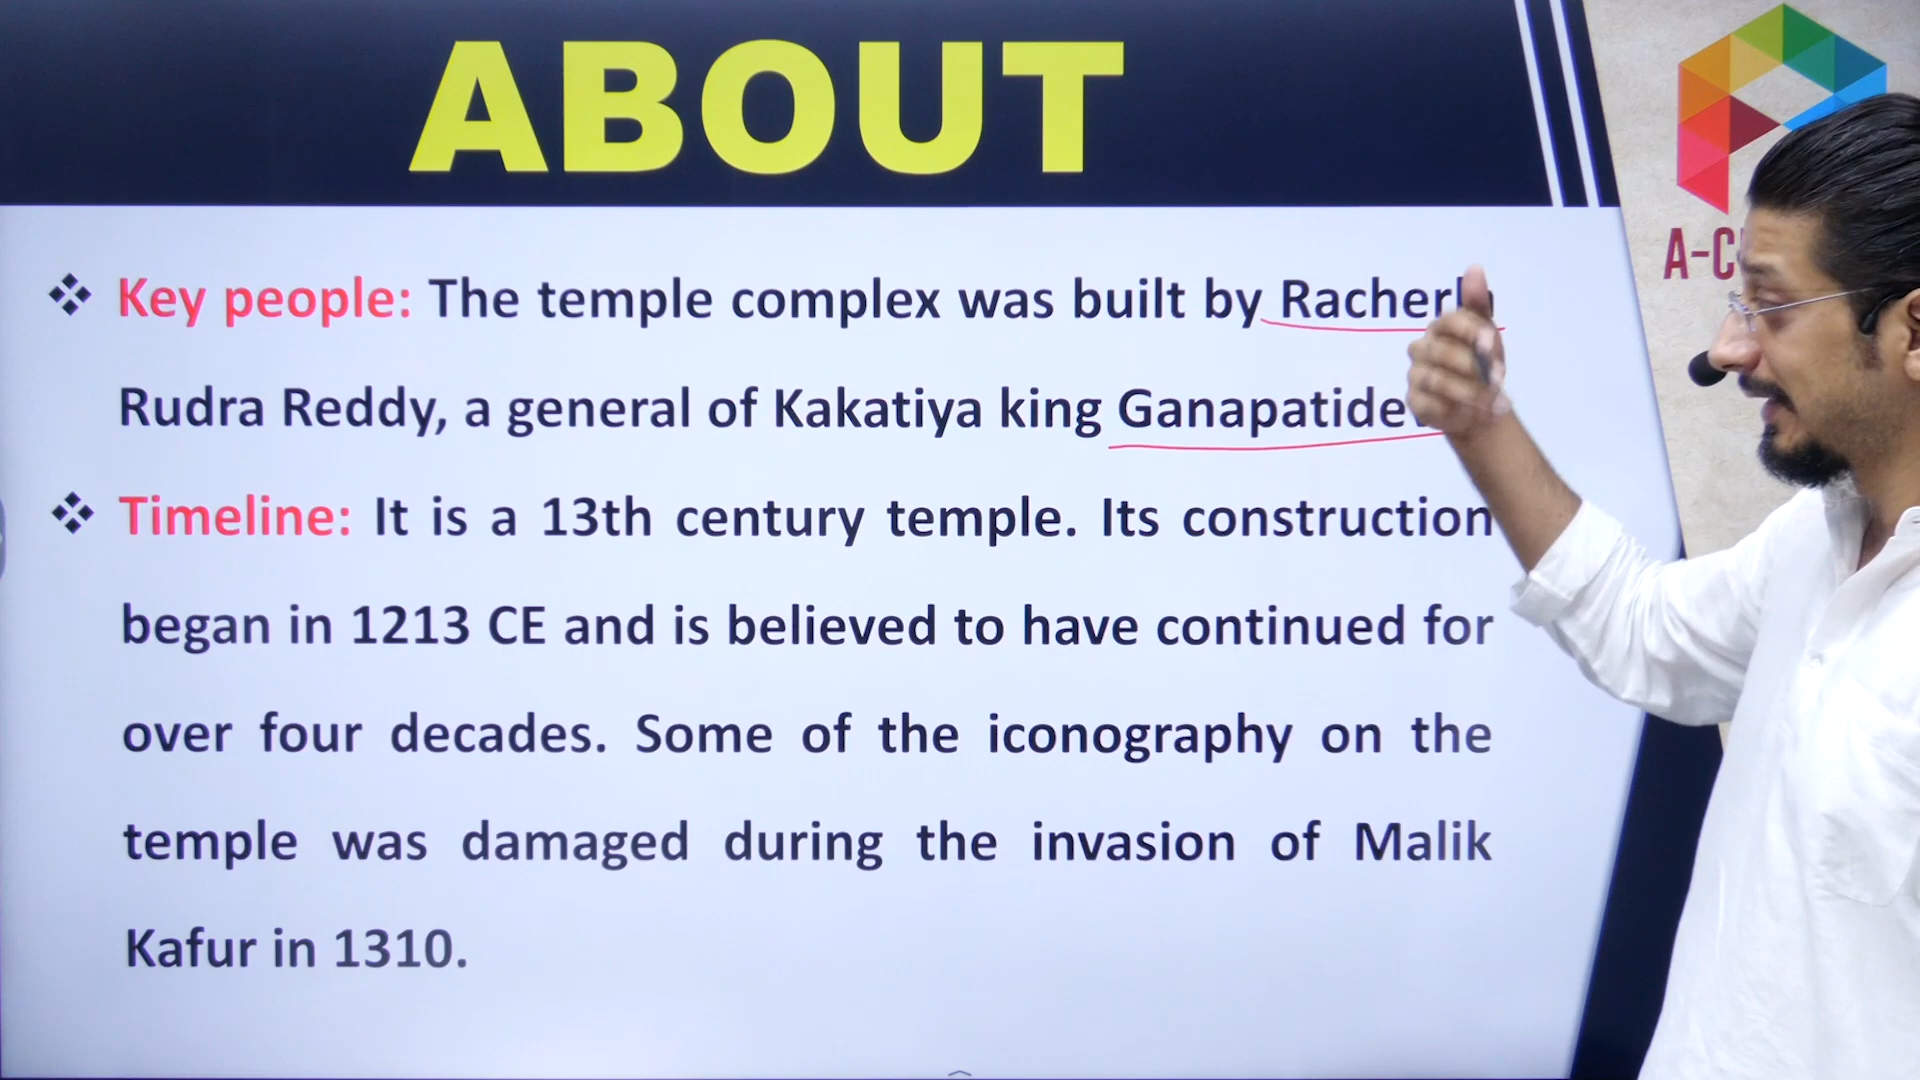 ABOUT
❖ Key people: The temple complex was built by
Rudra Reddy, a general of Kakatiya king
Timeline: It is a 13th century temple. Its construction
began in 1213 CE and is believed to have continued for
over four decades. Some of the iconography on the
temple was damaged during the invasion of Malik
Kafur in 1310.